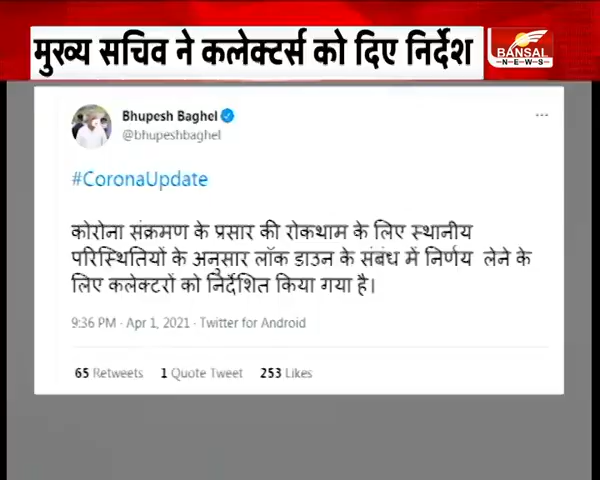 मुख्य सचिव ने कलेक्टर्स को दिए निर्देश
BANSAL
NEWS
Bhupesh Baghel
@bhupeshbaghel
#CoronaUpdate
कोरोना संक्रमण के प्रसार की रोकथाम के लिए स्थानीय
परिस्थितियों के अनुसार लॉक डाउन के संबंध में निर्णय लेने के
लिए कलेक्टरों को निर्देशित किया गया है।
9:36 PM · Apr 1, 2021 · Twitter for Android
65 Retweets 1 Quote Tweet 253 Likes